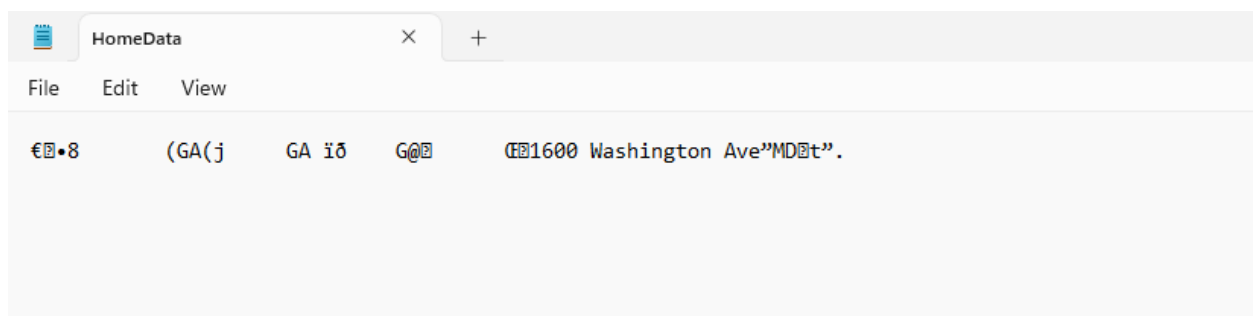 HomeData × +
File Edit View
€⍰•8 (GA(j GA ïð G@⍰ Œ⍰1600 Washington Ave”MD⍰t”.